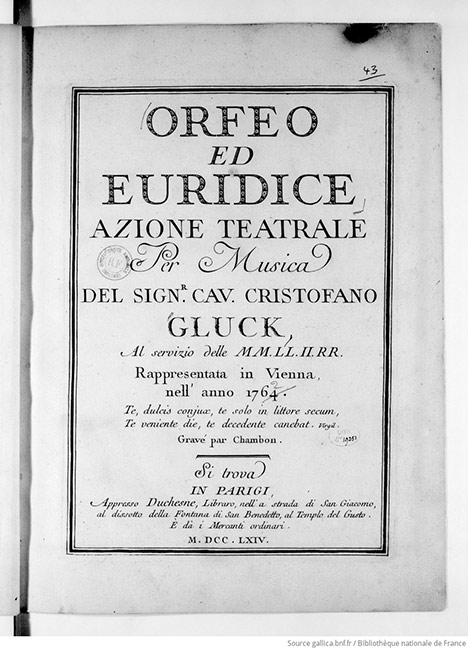 43
ORFEO
ED
EURIDICE
AZIONE TEATRALE
Per Musica
DEL SIGN.R CAV. CRISTOFANO
GLUCK,
Al servizio delle MM.LL.II.RR.
Rappresentata in Vienna,
nell' anno 1764.
2
Te, dulcis conjux, te solo in littore secum,
Te veniente die, te decedente canebat. Virgil.
Gravé par Chambon.
Si trova
IN PARIGI,
Appresso Duchesne, Libraro, nell'a strada di San Giacomo,
al dissotto della Fontana di San Benedetto, al Templo del Gusto.
E dà i Mercanti ordinari.
M. DCC. LXIV.
Source gallica.bnf.fr / Bibliothèque nationale de France